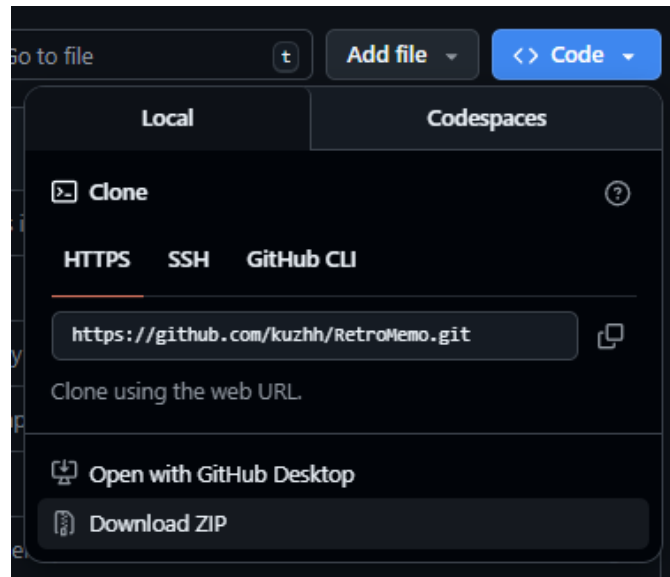 Go to file
t
Add file
<> Code
Local
Codespaces
Clone
HTTPS SSH GitHub CLI
https://github.com/kuzhh/RetroMemo.git
Clone using the web URL.
Open with GitHub Desktop
Download ZIP